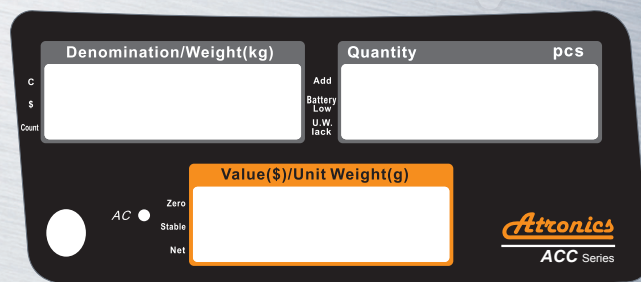 Denomination/Weight(kg)
Quantity pcs
C
$
Count
Add
Battery
Low
U.W.
lack
Value($)/Unit Weight(g)
AC
Zero
Stable
Net
Atronics
ACC Series